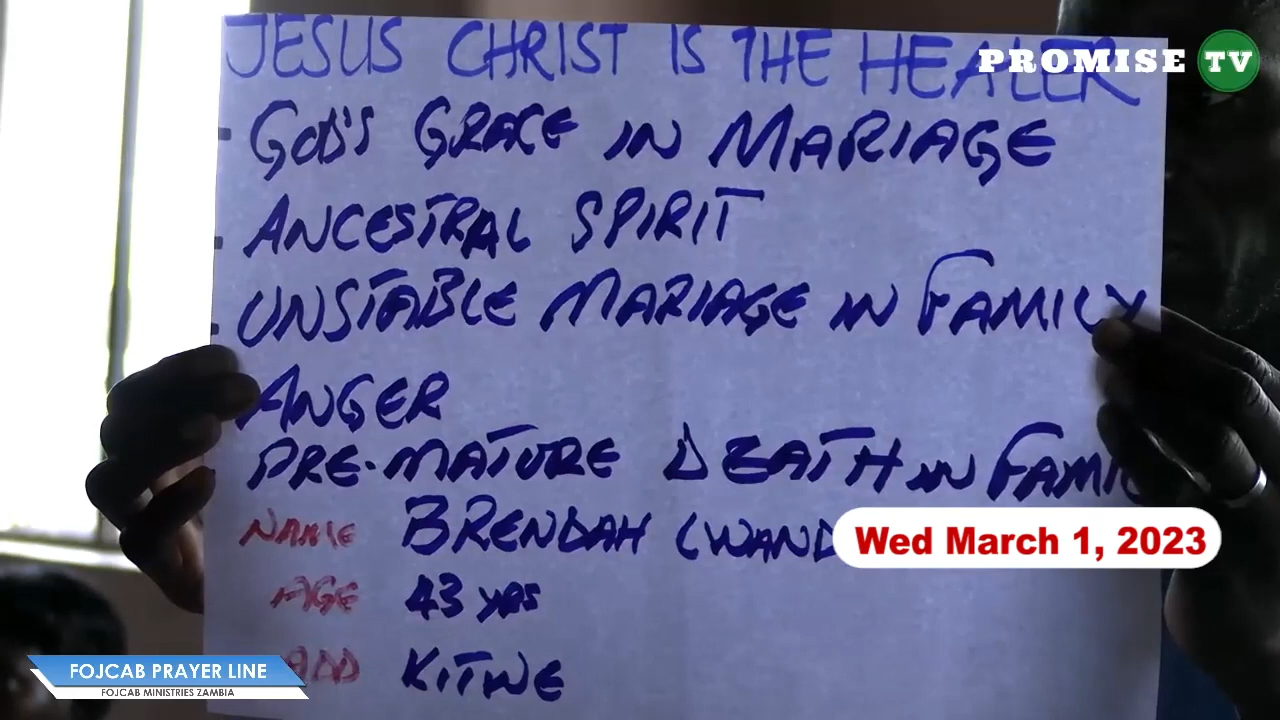 JESUS CHRIST IS THE HEALER
PROMISE TV
- GOD'S GRACE IN MARIAGE
- ANCESTRAL SPIRIT
- UNSTABLE MARIAGE IN FAMILY
ANGER
PRE-MATURE DEATH IN FAMI
NAME BRENDAH
Wed March 1, 2023
AGE 43 YRS
ADD KITWE
FOJCAB PRAYER LINE
FOJCAB MINISTRIES ZAMBIA